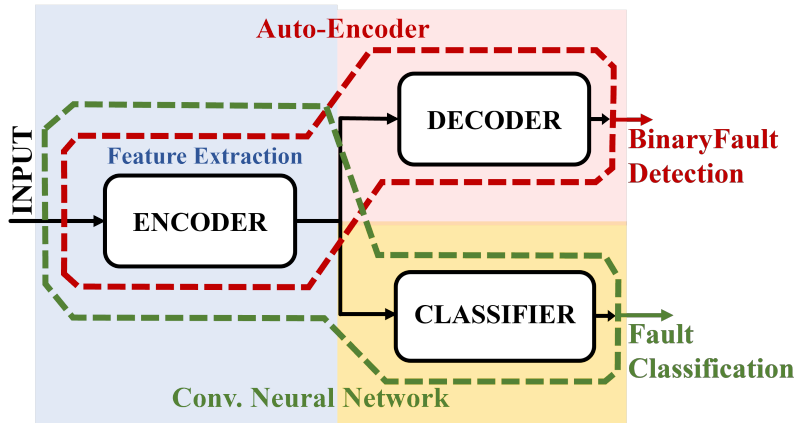 Auto-Encoder
DECODER
BinaryFault
Detection
INPUT
Feature Extraction
ENCODER
CLASSIFIER
Fault
Classification
Conv. Neural Network